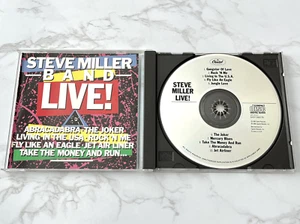 STEVE MILLER
BAND
LIVE!
ABRACADABRA·THE JOKER
LIVING IN THE USA·ROCK'N ME
FLY LIKE AN EAGLE·JET AIRLINER
TAKE THE MONEY AND RUN...
Capitol
Gangster Of Love
Rock 'N Me
Living In The U.S.A.
Fly Like An Eagle
Jungle Love
STEVE
MILLER
LIVE!
The Joker
Mercury Blues
Take The Money And Run
Abracadabra
Jet Airliner